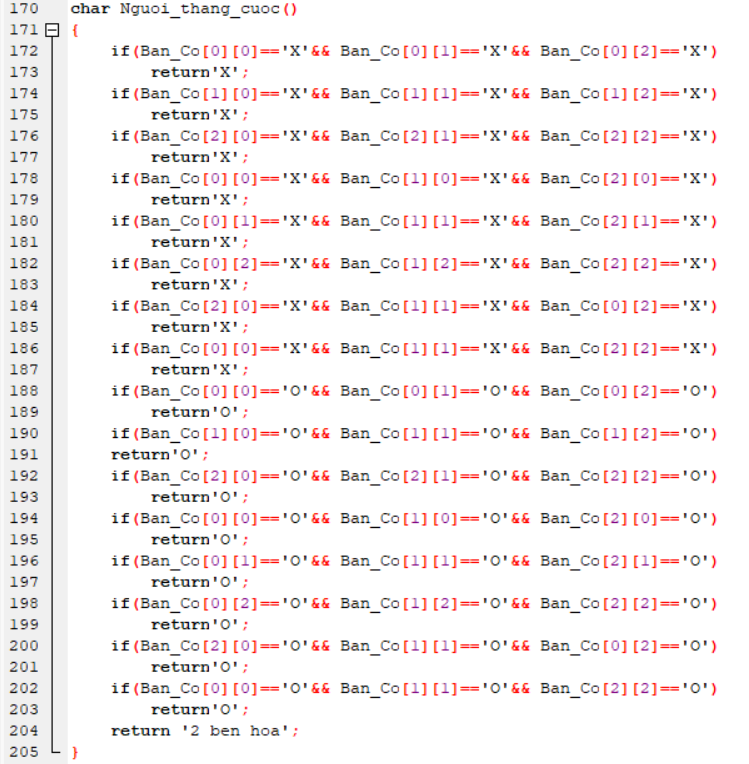 170 char Nguoi_thang_cuoc()
171 {
172 if(Ban_Co[0][0]=='X'&& Ban_Co[0][1]=='X'&& Ban_Co[0][2]=='X')
173 return'X';
174 if(Ban_Co[1][0]=='X'&& Ban_Co[1][1]=='X'&& Ban_Co[1][2]=='X')
175 return'X';
176 if(Ban_Co[2][0]=='X'&& Ban_Co[2][1]=='X'&& Ban_Co[2][2]=='X')
177 return'X';
178 if(Ban_Co[0][0]=='X'&& Ban_Co[1][0]=='X'&& Ban_Co[2][0]=='X')
179 return'X';
180 if(Ban_Co[0][1]=='X'&& Ban_Co[1][1]=='X'&& Ban_Co[2][1]=='X')
181 return'X';
182 if(Ban_Co[0][2]=='X'&& Ban_Co[1][2]=='X'&& Ban_Co[2][2]=='X')
183 return'X';
184 if(Ban_Co[2][0]=='X'&& Ban_Co[1][1]=='X'&& Ban_Co[0][2]=='X')
185 return'X';
186 if(Ban_Co[0][0]=='X'&& Ban_Co[1][1]=='X'&& Ban_Co[2][2]=='X')
187 return'X';
188 if(Ban_Co[0][0]=='O'&& Ban_Co[0][1]=='O'&& Ban_Co[0][2]=='O')
189 return'O';
190 if(Ban_Co[1][0]=='O'&& Ban_Co[1][1]=='O'&& Ban_Co[1][2]=='O')
191 return'O';
192 if(Ban_Co[2][0]=='O'&& Ban_Co[2][1]=='O'&& Ban_Co[2][2]=='O')
193 return'O';
194 if(Ban_Co[0][0]=='O'&& Ban_Co[1][0]=='O'&& Ban_Co[2][0]=='O')
195 return'O';
196 if(Ban_Co[0][1]=='O'&& Ban_Co[1][1]=='O'&& Ban_Co[2][1]=='O')
197 return'O';
198 if(Ban_Co[0][2]=='O'&& Ban_Co[1][2]=='O'&& Ban_Co[2][2]=='O')
199 return'O';
200 if(Ban_Co[2][0]=='O'&& Ban_Co[1][1]=='O'&& Ban_Co[0][2]=='O')
201 return'O';
202 if(Ban_Co[0][0]=='O'&& Ban_Co[1][1]=='O'&& Ban_Co[2][2]=='O')
203 return'O';
204 return '2 ben hoa';
205 }